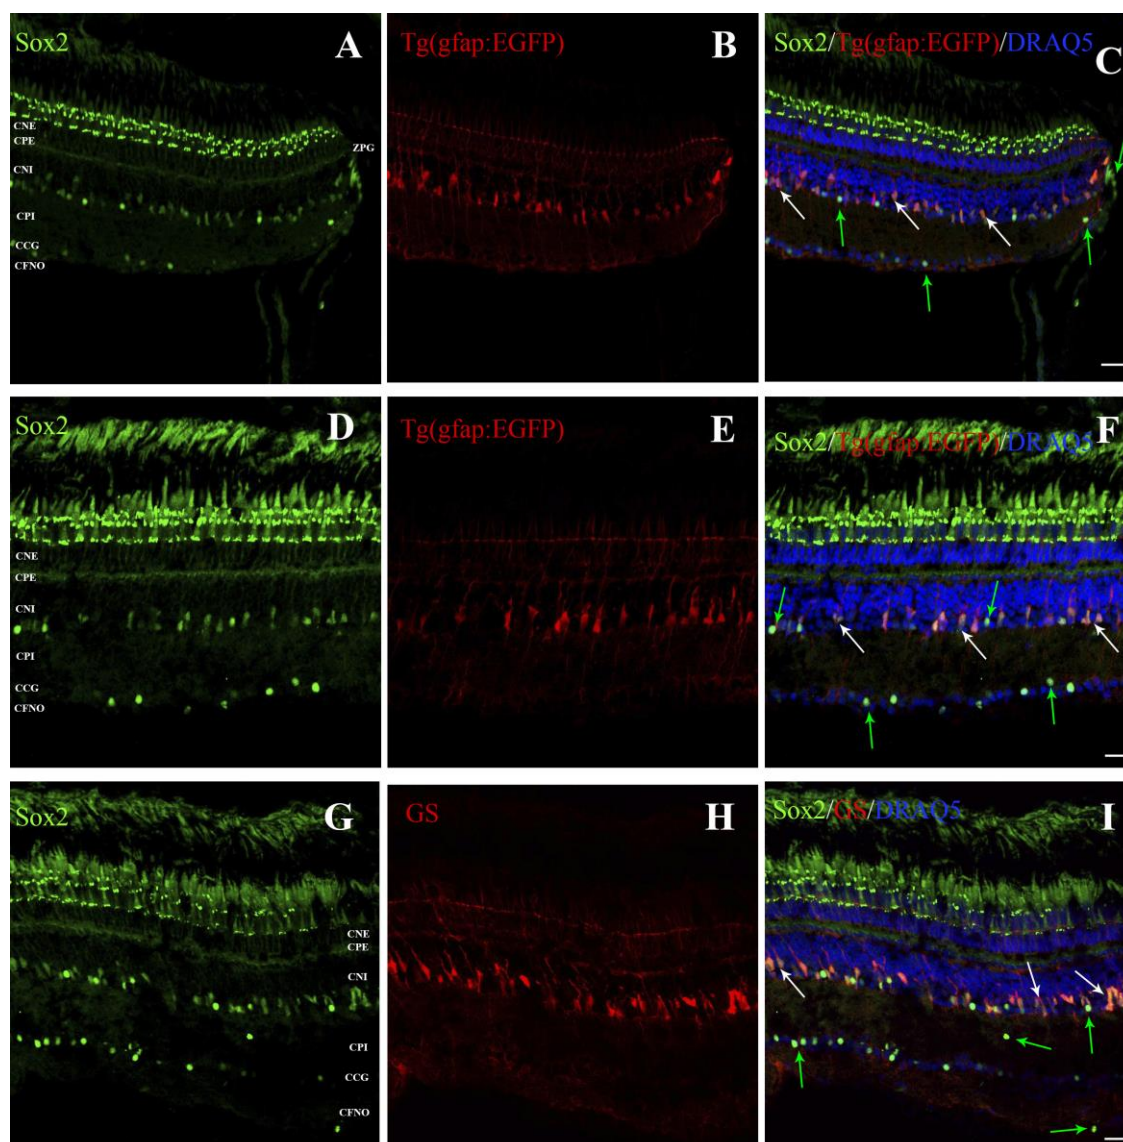 Sox2
A
CNE
CPE
ZPG
CNI
CPI
CCG
CFNO
Tg(gfap:EGFP)
B
Sox2/Tg(gfap:EGFP)/DRAQ5
C
Sox2
D
CNE
CPE
CNI
CPI
CCG
CFNO
Tg(gfap:EGFP)
E
Sox2/Tg(gfap:EGFP)/DRAQ5
F
Sox2
G
CNE
CPE
CNI
CPI
CCG
CFNO
GS
H
Sox2/GS/DRAQ5
I